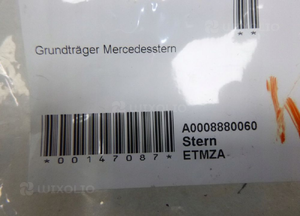 **
Grundträger Mercedesstern
A0008880060
Stern
ETMZA
*00147087*